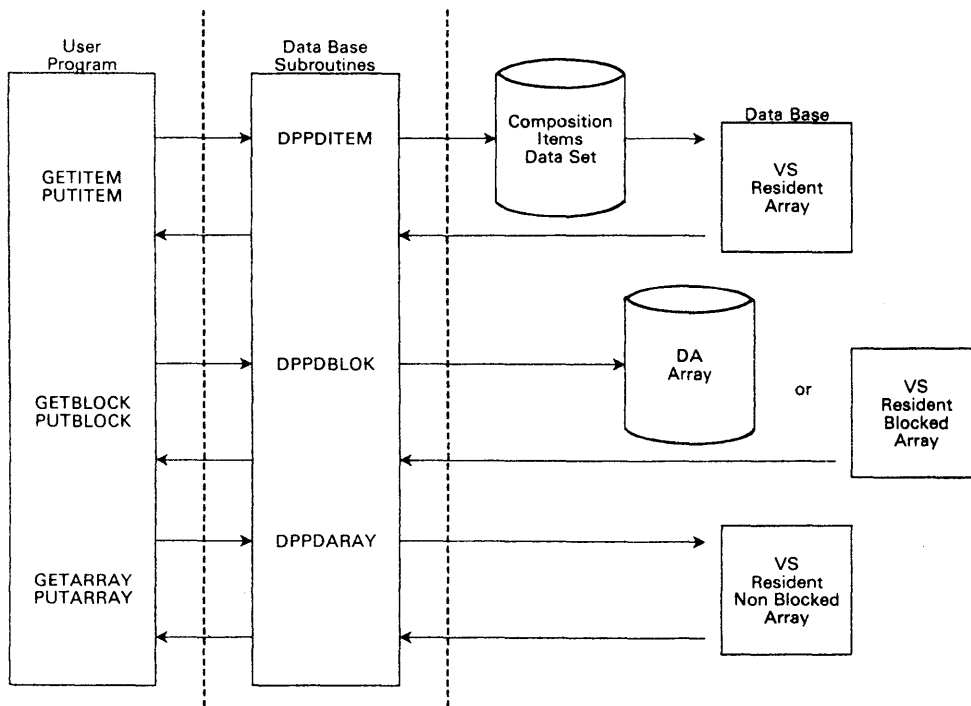 User
Program
Data Base
Subroutines
DPPDITEM
Composition
Items
Data Set
Data Base
VS
Resident
Array
GETITEM
PUTITEM
DPPDBLOK
DA
Array
or
VS
Resident
Blocked
Array
GETBLOCK
PUTBLOCK
DPPDARAY
VS
Resident
Non Blocked
Array
GETARRAY
PUTARRAY